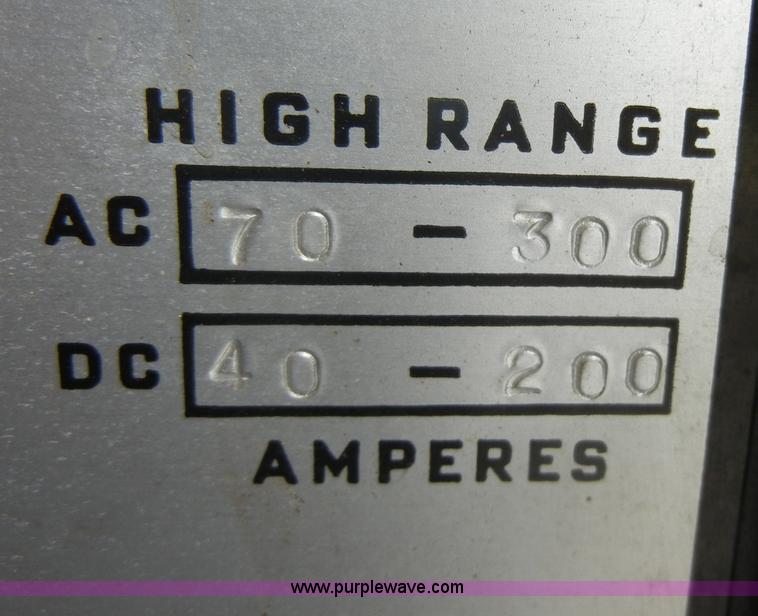 HIGH RANGE
AC 70 - 300
DC 40 - 200
AMPERES
www.purplewave.com